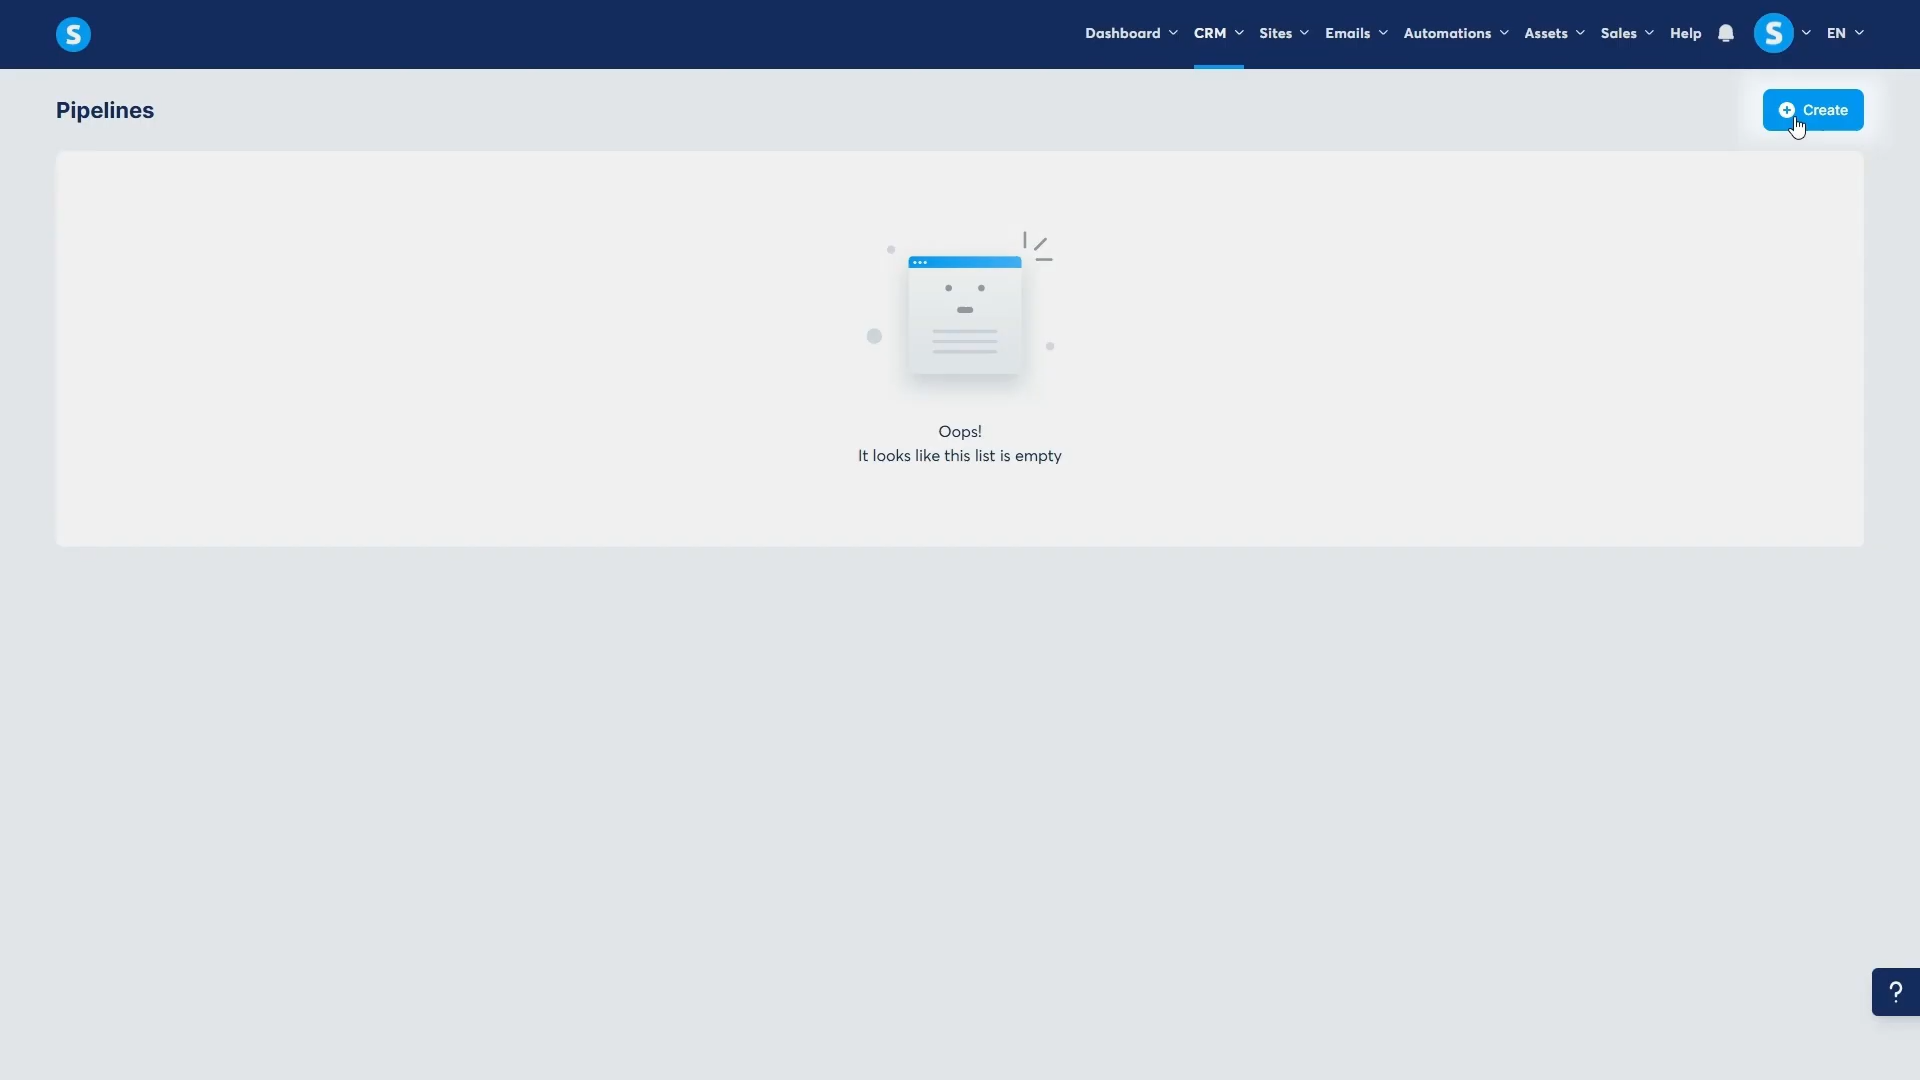 S
Dashboard CRM Sites Emails Automations Assets Sales Help S EN
Pipelines
Create
Oops!
It looks like this list is empty
?